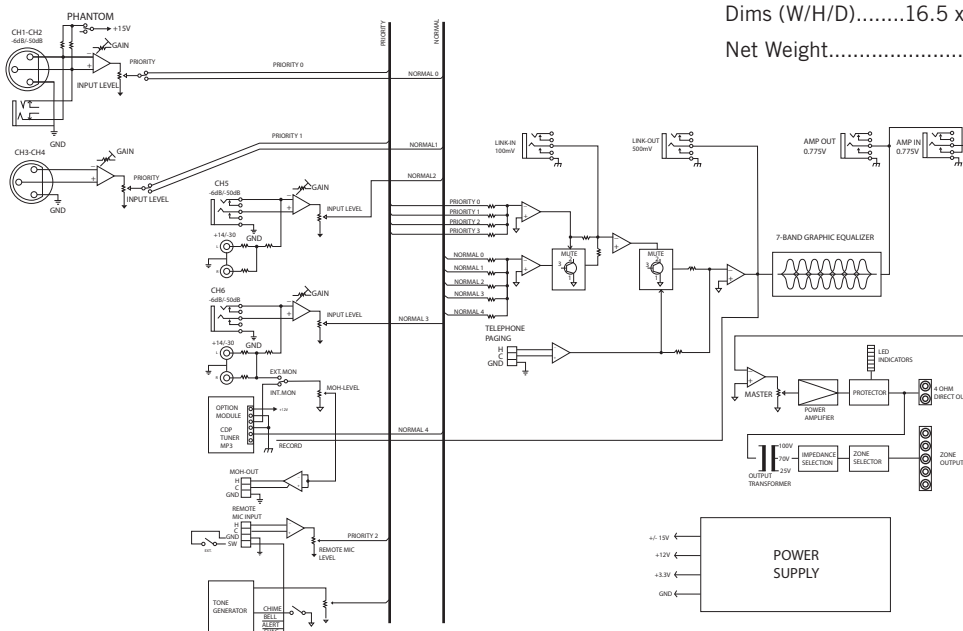 Dims (W/H/D)........16.5 x
Net Weight
PHANTOM
CH1-CH2
-6dB/-50dB
+15V
GAIN
PRIORITY
INPUT LEVEL
GND
PRIORITY 0
NORMAL 0
PRIORITY
NORMAL
CH3-CH4
GAIN
PRIORITY
INPUT LEVEL
GND
PRIORITY 1
NORMAL1
NORMAL2
CH5
-6dB/-50dB
GAIN
INPUT LEVEL
GND
+14/-30
L
R
CH6
-6dB/-50dB
GAIN
INPUT LEVEL
NORMAL 3
GND
+14/-30
L
R
EXT.MON
INT.MON
MOH-LEVEL
OPTION
MODULE
CDP
TUNER
MP3
+12V
NORMAL 4
RECORD
MOH-OUT
H
C
GND
REMOTE
MIC INPUT
H
C
GND
SW
EXT.
PRIORITY 2
REMOTE MIC
LEVEL
TONE
GENERATOR
CHIME
BELL
ALERT
LINK-IN
100mV
LINK-OUT
500mV
AMP OUT
0.775V
AMP IN
0.775V
PRIORITY 0
PRIORITY 1
PRIORITY 2
PRIORITY 3
NORMAL 0
NORMAL 1
NORMAL 2
NORMAL 3
NORMAL 4
MUTE
3
2
1
MUTE
3
2
1
7-BAND GRAPHIC EQUALIZER
TELEPHONE
PAGING
H
C
GND
LED
INDICATORS
MASTER
POWER
AMPLIFIER
PROTECTOR
4 OHM
DIRECT OU
100V
70V
25V
OUTPUT
TRANSFORMER
IMPEDANCE
SELECTION
ZONE
SELECTOR
ZONE
OUTPUT
+/- 15V
+12V
+3.3V
GND
POWER
SUPPLY